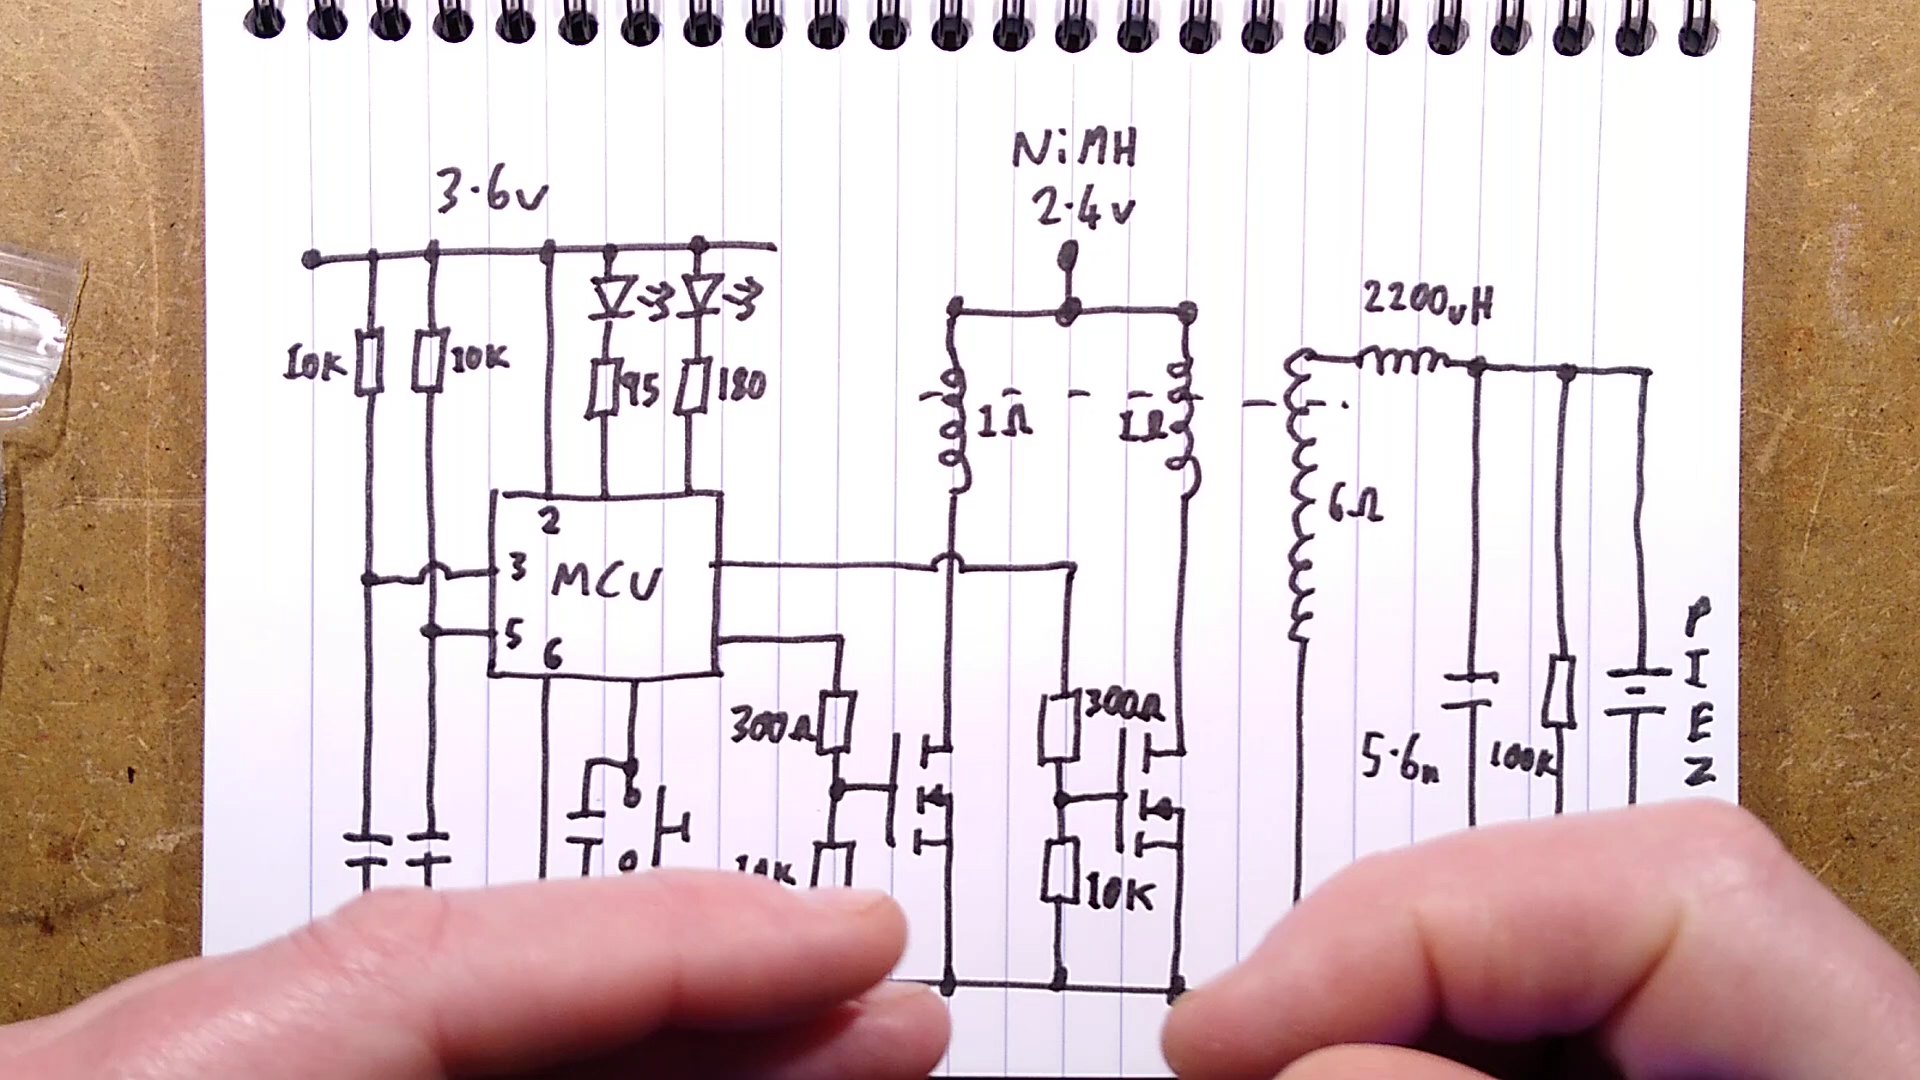 NiMH
2.4v
3.6v
2200uH
10K
10K
95
180
1Ω
1Ω
6Ω
2
3
MCU
5
6
300Ω
300Ω
5.6n
100K
PIEZ
10K
10K